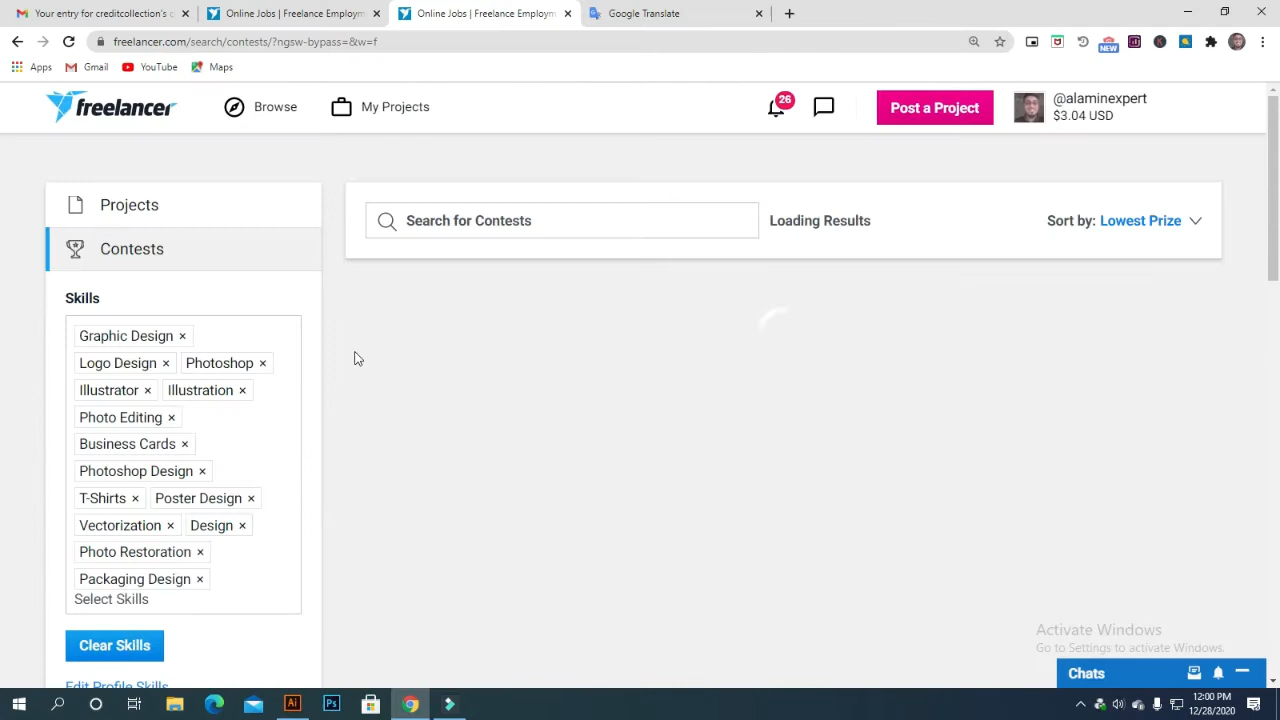 Your entry for creditcollection's c
Online Jobs | Freelance Employm
Online Jobs | Freelance Employm
Google Translate
freelancer.com/search/contests/?ngsw-bypass=&w=f
NEW
Apps
Gmail
YouTube
Maps
freelancer
Browse
My Projects
26
Post a Project
@alaminexpert
$3.04 USD
Projects
Contests
Search for Contests
Loading Results
Sort by: Lowest Prize
Skills
Graphic Design ×
Logo Design × Photoshop ×
Illustrator × Illustration ×
Photo Editing ×
Business Cards ×
Photoshop Design ×
T-Shirts × Poster Design ×
Vectorization × Design ×
Photo Restoration ×
Packaging Design ×
Select Skills
Clear Skills
Edit Profile Skills
Activate Windows
Go to Settings to activate Windows.
Chats
Ai
Ps
12:00 PM
12/28/2020